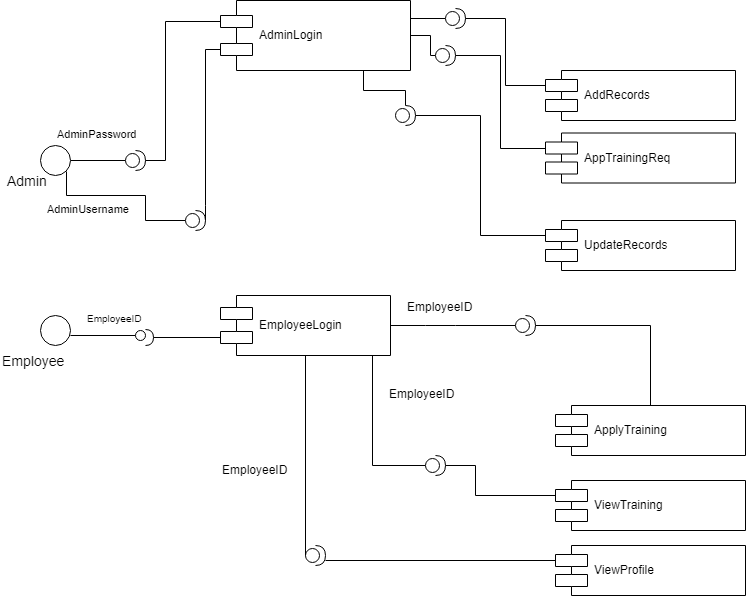 AdminLogin
AddRecords
AdminPassword
AppTrainingReq
Admin
AdminUsername
UpdateRecords
EmployeeID
EmployeeID
EmployeeLogin
Employee
EmployeeID
ApplyTraining
EmployeeID
ViewTraining
ViewProfile